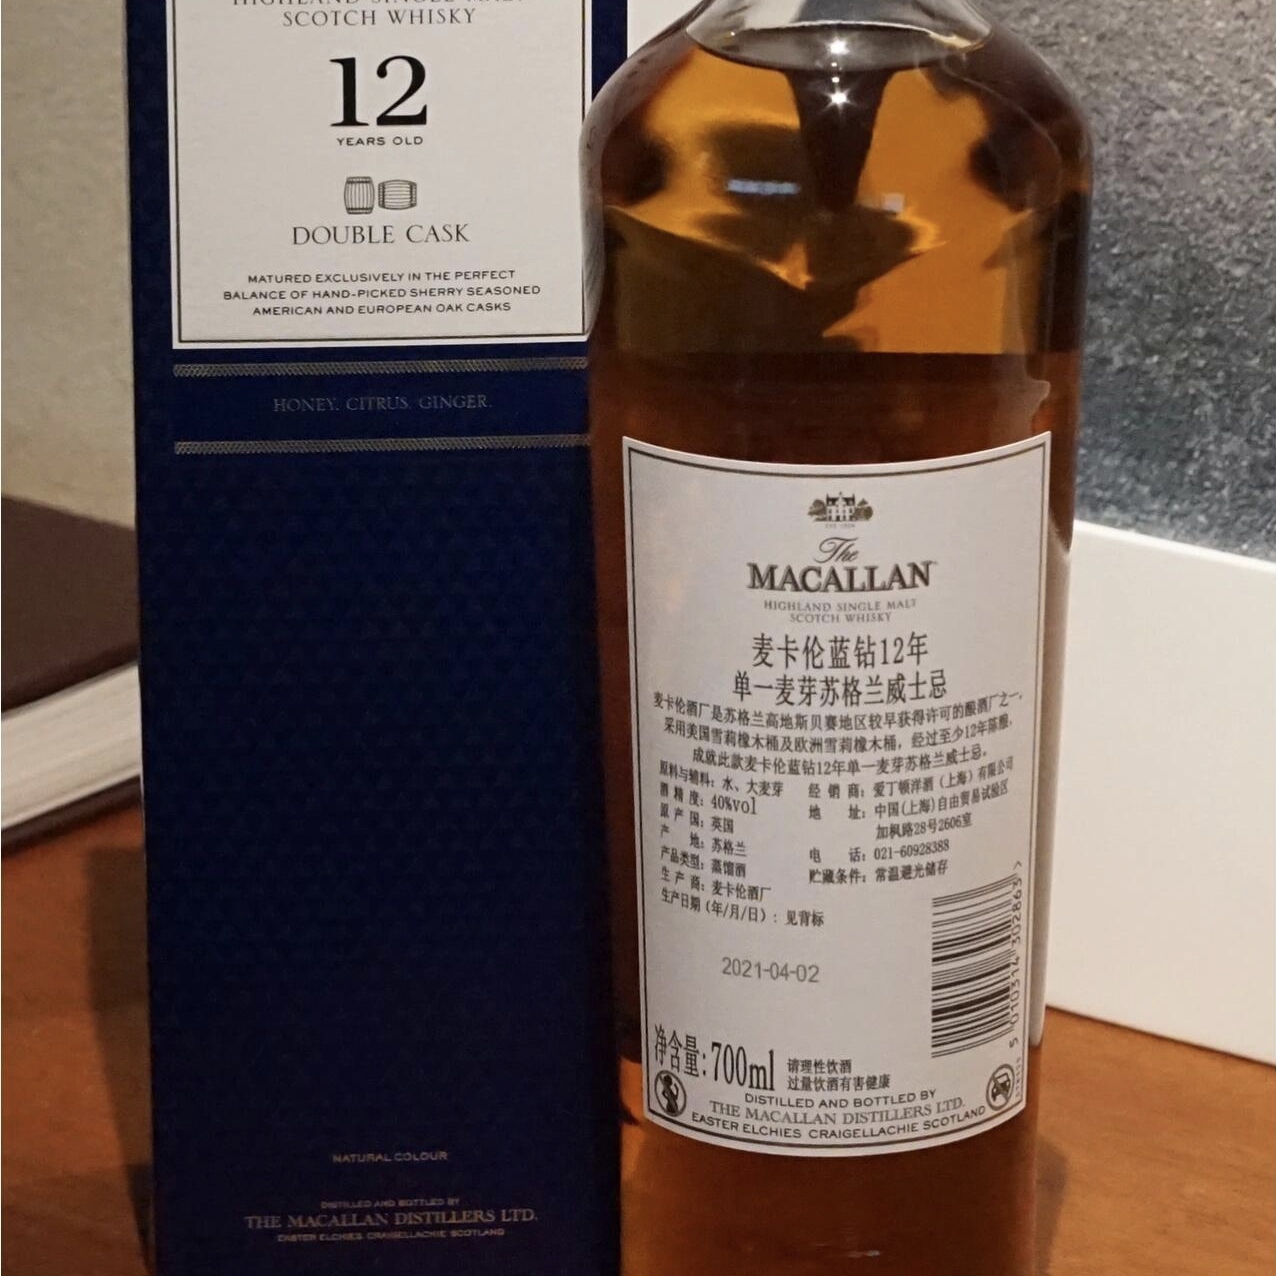 HIGHLAND SINGLE MALT
SCOTCH WHISKY
12
YEARS OLD
DOUBLE CASK
MATURED EXCLUSIVELY IN THE PERFECT
BALANCE OF HAND-PICKED SHERRY SEASONED
AMERICAN AND EUROPEAN OAK CASKS
HONEY. CITRUS. GINGER.
NATURAL COLOUR
DISTILLED AND BOTTLED BY
THE MACALLAN DISTILLERS LTD.
EASTER ELCHIES CRAIGELLACHIE SCOTLAND
The
MACALLAN
HIGHLAND SINGLE MALT
SCOTCH WHISKY
麦卡伦蓝钻12年
单一麦芽苏格兰威士忌
麦卡伦酒厂是苏格兰高地斯贝赛地区较早获得许可的酿酒厂之一,
采用美国雪莉橡木桶及欧洲雪莉橡木桶，经过至少12年陈酿,
成就此款麦卡伦蓝钻12年单一麦芽苏格兰威士忌。
原料与辅料：水、大麦芽
酒精度：40%vol
原产国：英国
产地：苏格兰
产品类型：蒸馏酒
生产商：麦卡伦酒厂
生产日期（年/月/日）：见背标
经销商：爱丁顿洋酒（上海）有限公司
地址：中国(上海)自由贸易试验区
加枫路28号2606室
电话：021-60928388
贮藏条件：常温避光储存
2021-04-02
5 010314 302863 >
净含量:700ml
请理性饮酒
过量饮酒有害健康
DISTILLED AND BOTTLED BY
THE MACALLAN DISTILLERS LTD.
EASTER ELCHIES CRAIGELLACHIE SCOTLAND